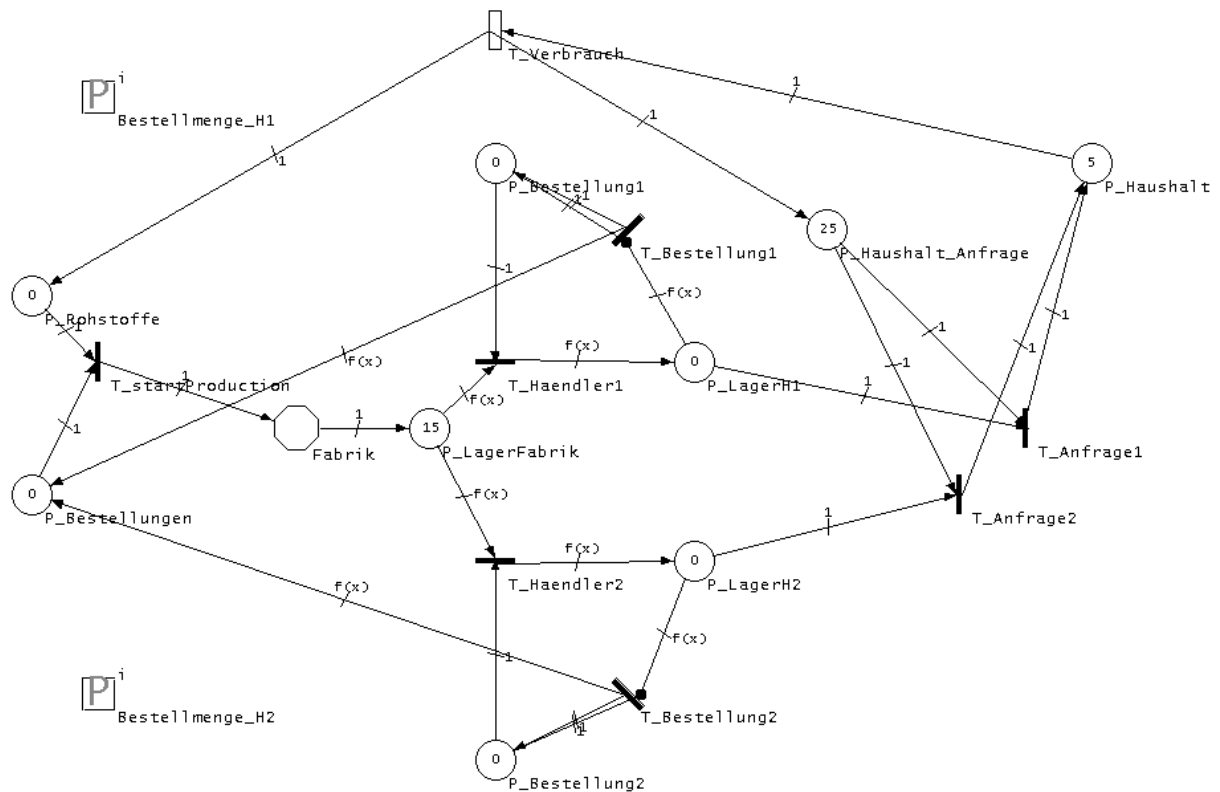 T_Verbrauch
P i
Bestellmenge_H1
1
1
1
1
0
P_Bestellung1
5
P_Haushalt
1
1
25
P_Haushalt_Anfrage
T_Bestellung1
1
0
P_Rohstoffe
1
f(x)
1
1
1
f(x)
f(x)
T_startProduction
1
T_Haendler1
0
P_LagerH1
1
1
f(x)
1
Fabrik
1
15
P_LagerFabrik
T_Anfrage1
f(x)
0
P_Bestellungen
T_Anfrage2
1
f(x)
T_Haendler2
0
P_LagerH2
f(x)
f(x)
1
P i
Bestellmenge_H2
T_Bestellung2
1
1
0
P_Bestellung2